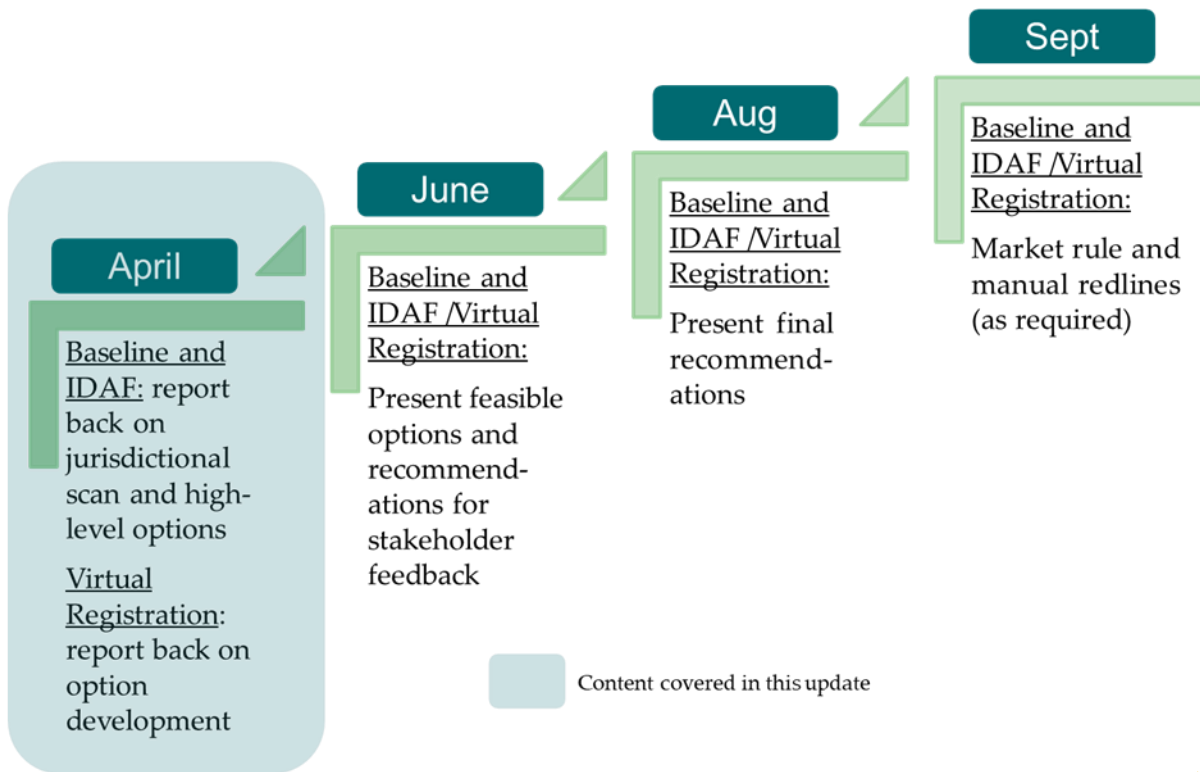 April
Baseline and
IDAF: report
back on
jurisdictional
scan and high-
level options
Virtual
Registration:
report back on
option
development
June
Baseline and
IDAF /Virtual
Registration:
Present feasible
options and
recommend-
ations for
stakeholder
feedback
Aug
Baseline and
IDAF /Virtual
Registration:
Present final
recommend-
ations
Sept
Baseline and
IDAF /Virtual
Registration:
Market rule and
manual redlines
(as required)
Content covered in this update